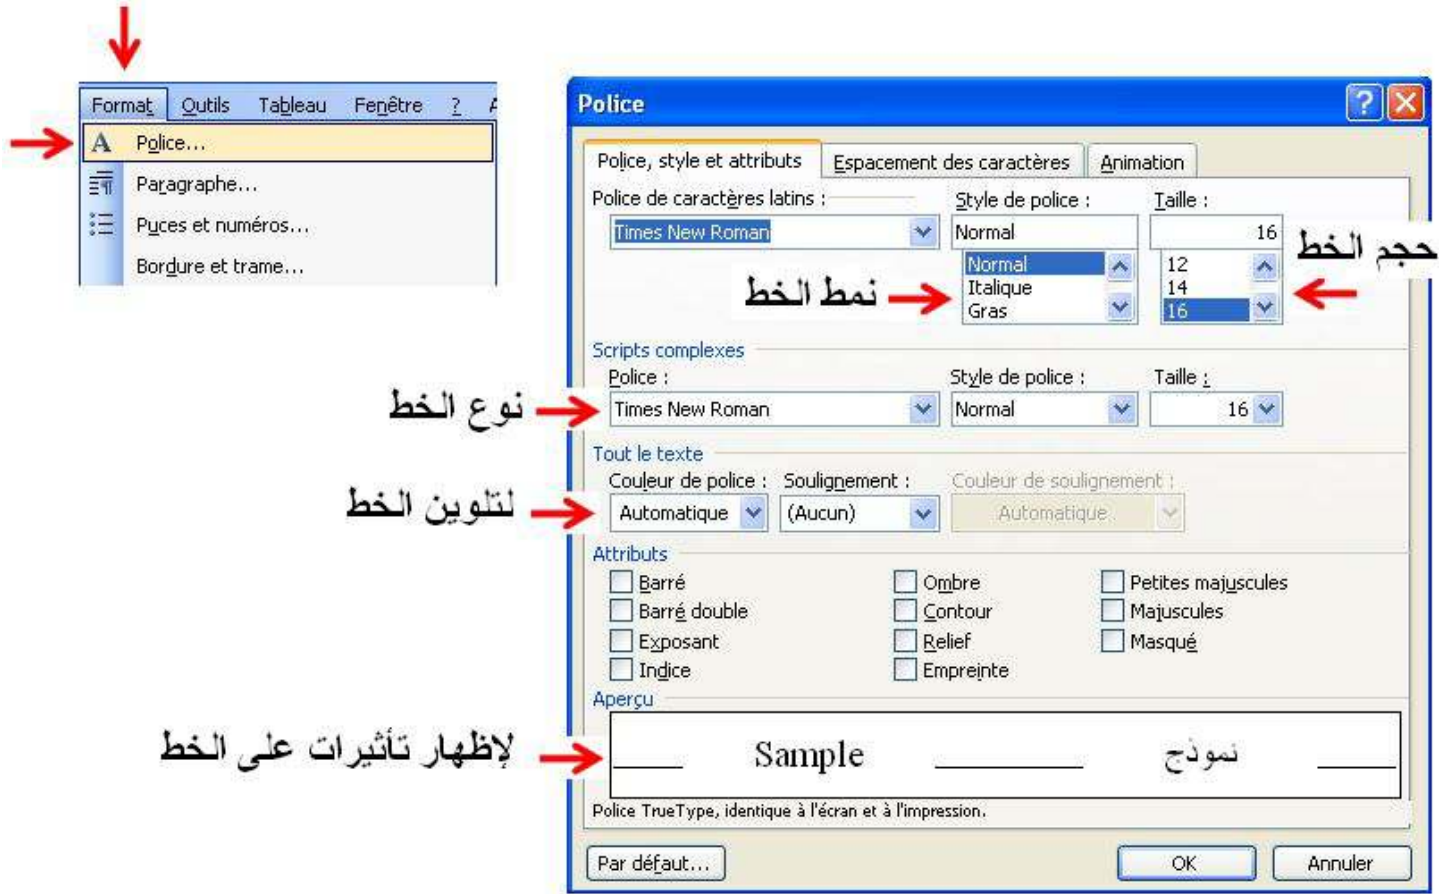 Format Outils Tableau Fenêtre ?
A Police...
Paragraphe...
Puces et numéros...
Bordure et trame...
Police
Police, style et attributs Espacement des caractères Animation
Police de caractères latins : Style de police : Taille :
Times New Roman Normal 16
حجم الخط
Normal 12
Italique 14
Gras 16
نمط الخط
Scripts complexes
Police : Style de police : Taille :
نوع الخط
Times New Roman Normal 16
Tout le texte
Couleur de police : Soulignement : Couleur de soulignement :
لتلوين الخط
Automatique (Aucun) Automatique
Attributs
Barré Ombre Petites majuscules
Barré double Contour Majuscules
Exposant Relief Masqué
Indice Empreinte
Aperçu
لإظهار تأثيرات على الخط
Sample نموذج
Police TrueType, identique à l'écran et à l'impression.
Par défaut... OK Annuler